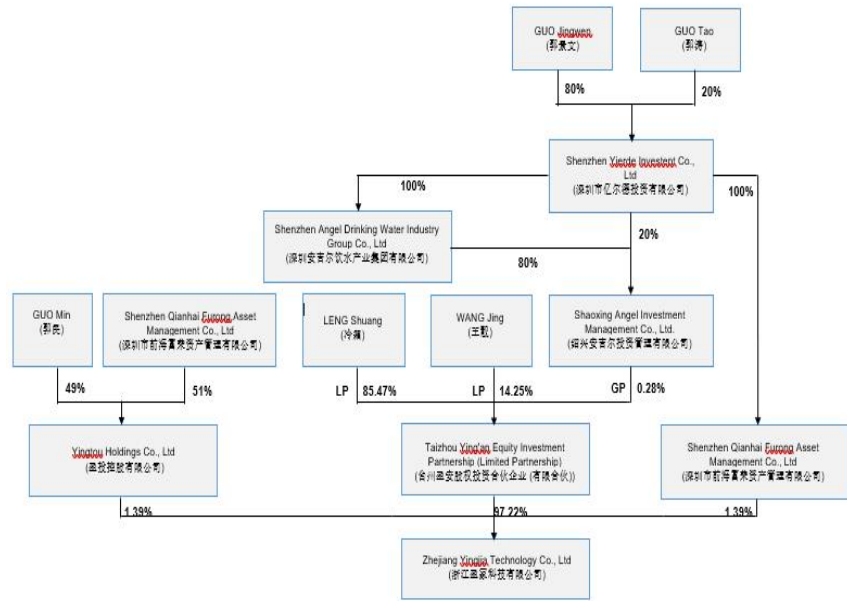 GUO Jingwen
(郭景文)
GUO Tao
(郭涛)
80%
20%
Shenzhen Yierde Investent Co.,
Ltd
(深圳市亿尔德投资有限公司)
100%
100%
20%
Shenzhen Angel Drinking Water Industry
Group Co., Ltd
(深圳安吉尔饮水产业集团有限公司)
80%
GUO Min
(郭民)
Shenzhen Qianhai Furong Asset
Management Co., Ltd
(深圳市前海富荣资产管理有限公司)
LENG Shuang
(冷)
WANG Jing
(王)
Shaoxing Angel Investment
Management Co., Ltd.
(绍兴安吉尔投资管理有限公司)
49%
51%
LP 85.47%
LP 14.25%
GP 0.28%
Yingtou Holdings Co., Ltd
(盈投控股有限公司)
Taizhou Ying'an Equity Investment
Partnership (Limited Partnership)
(台州盈安股权投资合伙企业 (有限合伙))
Shenzhen Qianhai Furong Asset
Management Co., Ltd
(深圳市前海富荣资产管理有限公司)
1.39%
97.22%
1.39%
Zhejiang Yingjia Technology Co., Ltd
(浙江盈科技有限公司)